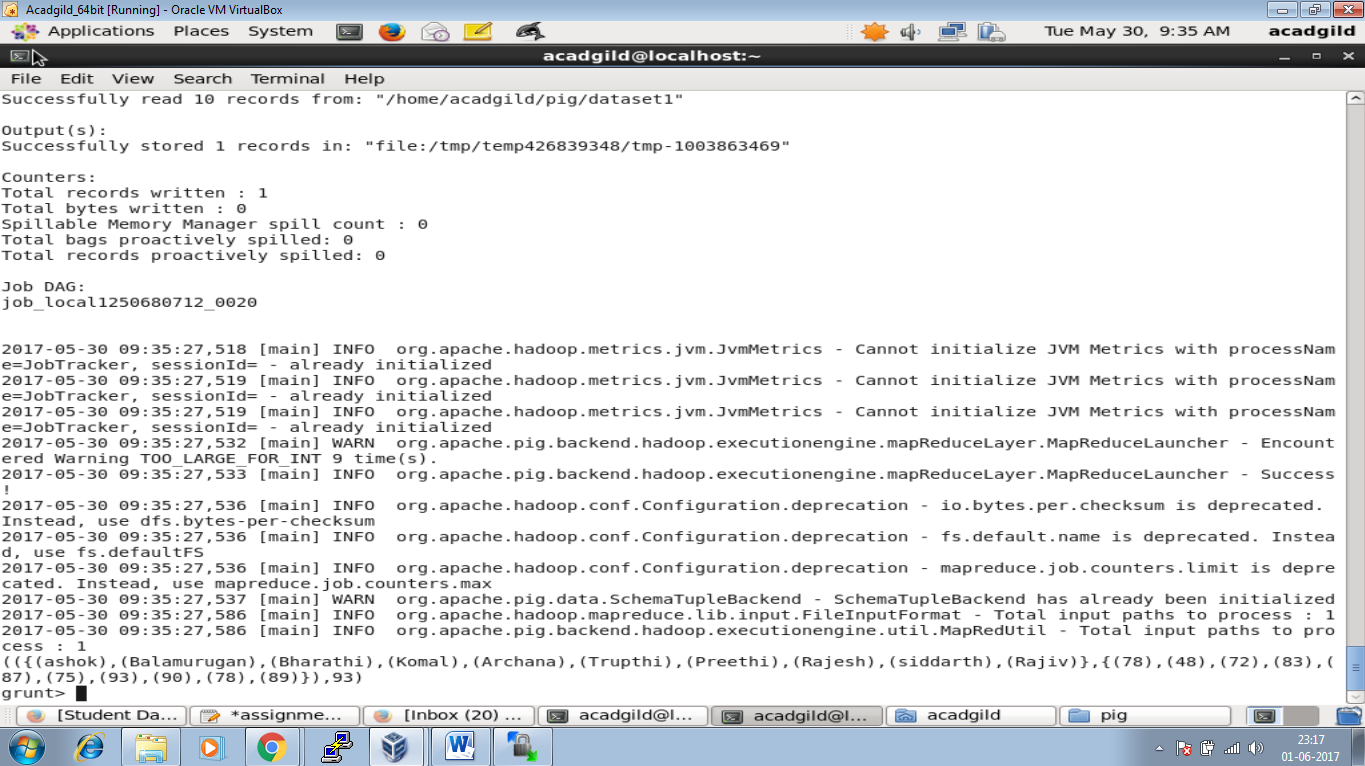 Acadgild_64bit [Running] - Oracle VM VirtualBox
Applications Places System Tue May 30, 9:35 AM acadgild
acadgild@localhost:~
File Edit View Search Terminal Help
Successfully read 10 records from: "/home/acadgild/pig/dataset1"
Output(s):
Successfully stored 1 records in: "file:/tmp/temp426839348/tmp-1003863469"
Counters:
Total records written : 1
Total bytes written : 0
Spillable Memory Manager spill count : 0
Total bags proactively spilled: 0
Total records proactively spilled: 0
Job DAG:
job_local1250680712_0020
2017-05-30 09:35:27,518 [main] INFO  org.apache.hadoop.metrics.jvm.JvmMetrics - Cannot initialize JVM Metrics with processNam
e=JobTracker, sessionId= - already initialized
2017-05-30 09:35:27,519 [main] INFO  org.apache.hadoop.metrics.jvm.JvmMetrics - Cannot initialize JVM Metrics with processNam
e=JobTracker, sessionId= - already initialized
2017-05-30 09:35:27,519 [main] INFO  org.apache.hadoop.metrics.jvm.JvmMetrics - Cannot initialize JVM Metrics with processNam
e=JobTracker, sessionId= - already initialized
2017-05-30 09:35:27,532 [main] WARN  org.apache.pig.backend.hadoop.executionengine.mapReduceLayer.MapReduceLauncher - Encount
ered Warning TOO_LARGE_FOR_INT 9 time(s).
2017-05-30 09:35:27,533 [main] INFO  org.apache.pig.backend.hadoop.executionengine.mapReduceLayer.MapReduceLauncher - Success
!
2017-05-30 09:35:27,536 [main] INFO  org.apache.hadoop.conf.Configuration.deprecation - io.bytes.per.checksum is deprecated.
Instead, use dfs.bytes-per-checksum
2017-05-30 09:35:27,536 [main] INFO  org.apache.hadoop.conf.Configuration.deprecation - fs.default.name is deprecated. Instea
d, use fs.defaultFS
2017-05-30 09:35:27,536 [main] INFO  org.apache.hadoop.conf.Configuration.deprecation - mapreduce.job.counters.limit is depre
cated. Instead, use mapreduce.job.counters.max
2017-05-30 09:35:27,537 [main] WARN  org.apache.pig.data.SchemaTupleBackend - SchemaTupleBackend has already been initialized
2017-05-30 09:35:27,586 [main] INFO  org.apache.hadoop.mapreduce.lib.input.FileInputFormat - Total input paths to process : 1
2017-05-30 09:35:27,586 [main] INFO  org.apache.pig.backend.hadoop.executionengine.util.MapRedUtil - Total input paths to pro
cess : 1
(({(ashok),(Balamurugan),(Bharathi),(Komal),(Archana),(Trupthi),(Preethi),(Rajesh),(siddarth),(Rajiv)},{(78),(48),(72),(83),(
87),(75),(93),(90),(78),(89)}),93)
grunt>
[Student Da... *assignme... [Inbox (20) ... acadgild@l... acadgild@l... acadgild pig
23:17
01-06-2017